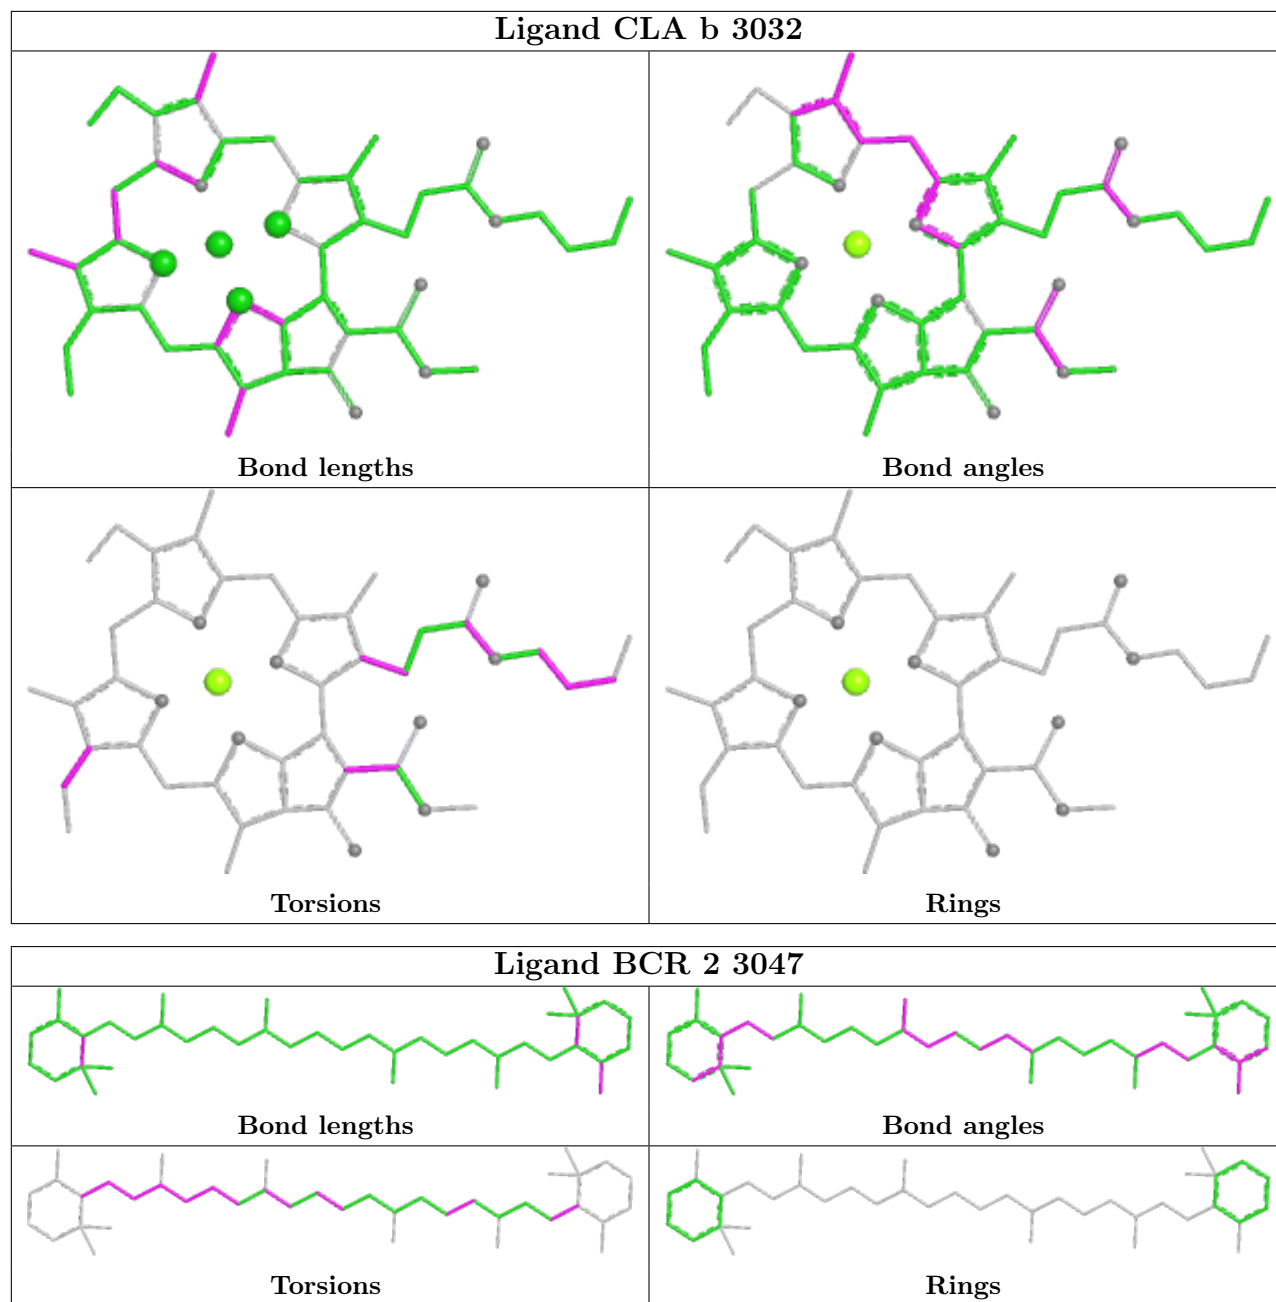 Ligand CLA b 3032
Bond lengths
Bond angles
Torsions
Rings
Ligand BCR 2 3047
Bond lengths
Bond angles
Torsions
Rings